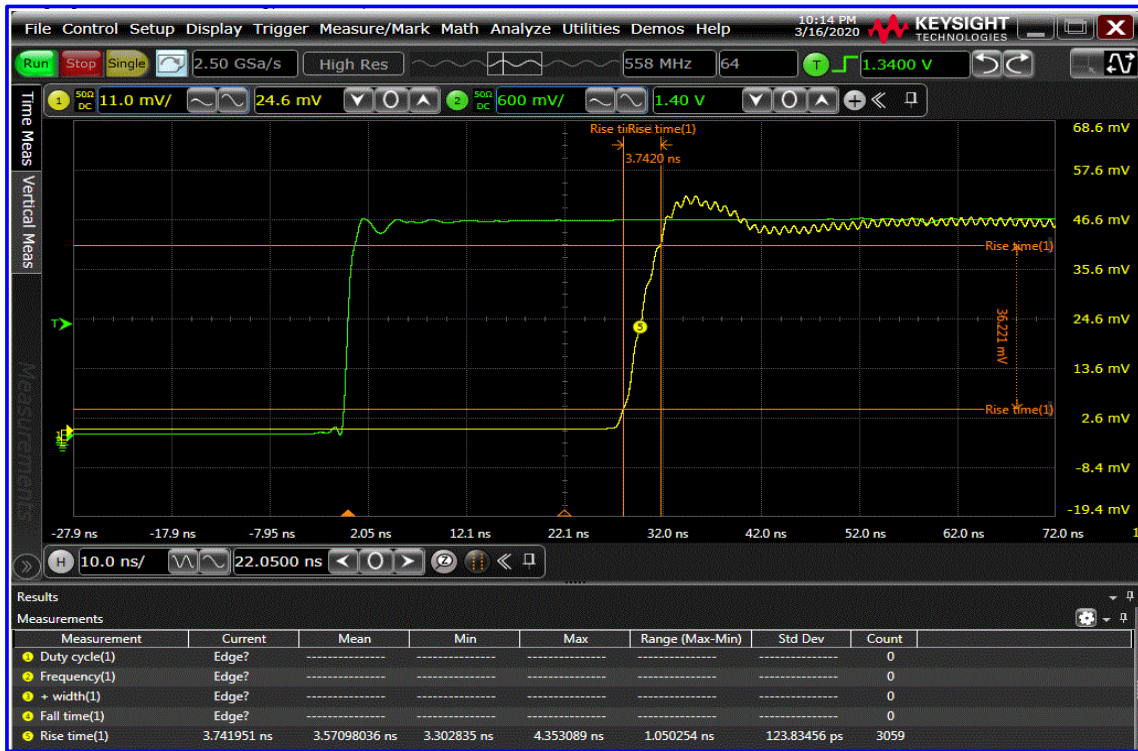 File Control Setup Display Trigger Measure/Mark Math Analyze Utilities Demos Help 10:14 PM 3/16/2020 KEYSIGHT TECHNOLOGIES
Run Stop Single 2.50 GSa/s High Res 558 MHz 64 T 1.3400 V
1 50Ω DC 11.0 mV/ 24.6 mV 2 50Ω DC 600 mV/ 1.40 V
Time Meas
Vertical Meas
Measurements
Rise time(1)
3.7420 ns
68.6 mV
57.6 mV
46.6 mV
Rise time(1)
35.6 mV
36.221 mV
T 24.6 mV
5
13.6 mV
Rise time(1)
2.6 mV
-8.4 mV
-19.4 mV
-27.9 ns -17.9 ns -7.95 ns 2.05 ns 12.1 ns 22.1 ns 32.0 ns 42.0 ns 52.0 ns 62.0 ns 72.0 ns
H 10.0 ns/ 22.0500 ns Z
Results
Measurements
Measurement Current Mean Min Max Range (Max-Min) Std Dev Count
1 Duty cycle(1) Edge? --------------- --------------- --------------- --------------- --------------- 0
2 Frequency(1) Edge? --------------- --------------- --------------- --------------- --------------- 0
3 + width(1) Edge? --------------- --------------- --------------- --------------- --------------- 0
4 Fall time(1) Edge? --------------- --------------- --------------- --------------- --------------- 0
5 Rise time(1) 3.741951 ns 3.57098036 ns 3.302835 ns 4.353089 ns 1.050254 ns 123.83456 ps 3059